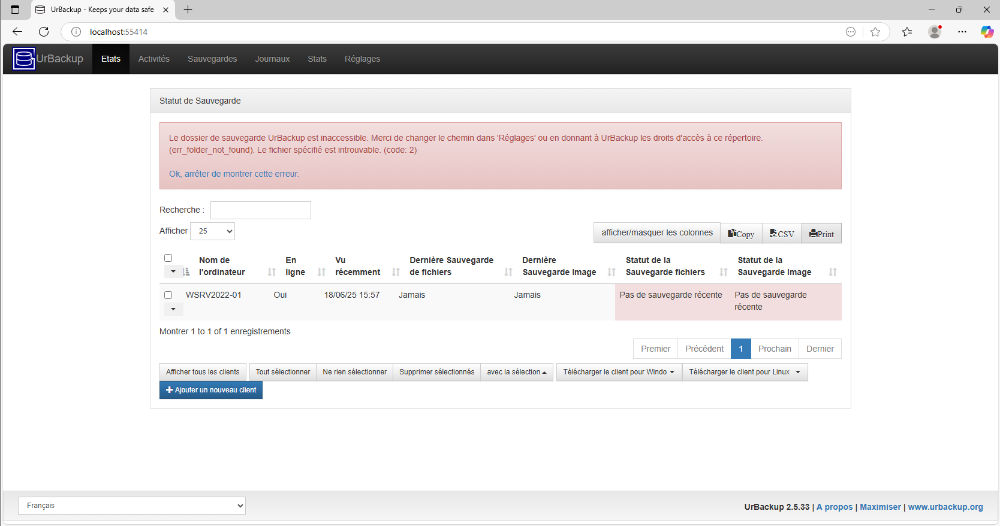 UrBackup - Keeps your data safe
localhost:55414
UrBackup
Etats
Activités
Sauvegardes
Journaux
Stats
Réglages
Statut de Sauvegarde
Le dossier de sauvegarde UrBackup est inaccessible. Merci de changer le chemin dans 'Réglages' ou en donnant à UrBackup les droits d'accès à ce répertoire.
(err_folder_not_found). Le fichier spécifié est introuvable. (code: 2)
Ok, arrêter de montrer cette erreur.
Recherche :
Afficher 25
afficher/masquer les colonnes
Copy
CSV
Print
Nom de l'ordinateur
En ligne
Vu récemment
Dernière Sauvegarde de fichiers
Dernière Sauvegarde Image
Statut de la Sauvegarde fichiers
Statut de la Sauvegarde Image
WSRV2022-01
Oui
18/06/25 15:57
Jamais
Jamais
Pas de sauvegarde récente
Pas de sauvegarde récente
Montrer 1 to 1 of 1 enregistrements
Premier
Précédent
1
Prochain
Dernier
Afficher tous les clients
Tout sélectionner
Ne rien sélectionner
Supprimer sélectionnés
avec la sélection
Télécharger le client pour Windo
Télécharger le client pour Linux
Ajouter un nouveau client
Français
UrBackup 2.5.33 | A propos | Maximiser | www.urbackup.org